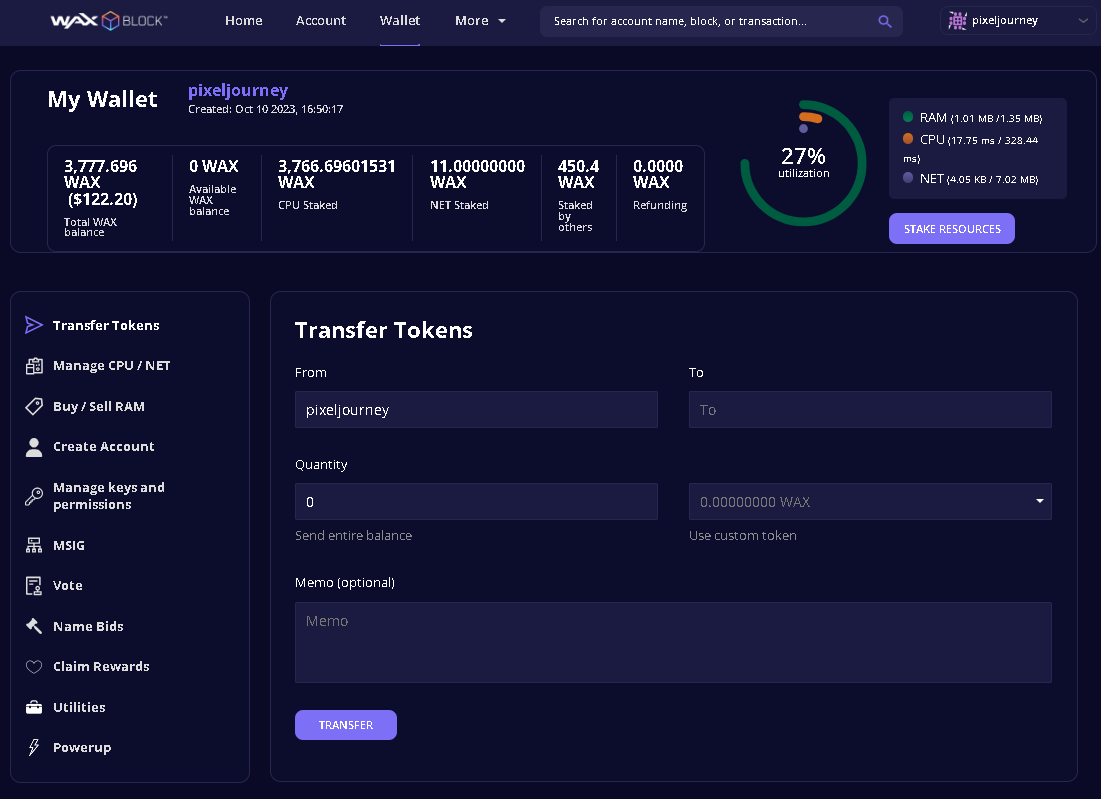 WAX BLOCK™
Home
Account
Wallet
More
Search for account name, block, or transaction...
pixeljourney
My Wallet
pixeljourney
Created: Oct 10 2023, 16:50:17
3,777.696
WAX
($122.20)
Total WAX
balance
0 WAX
Available
WAX
balance
3,766.69601531
WAX
CPU Staked
11.00000000
WAX
NET Staked
450.4
WAX
Staked
by
others
0.0000
WAX
Refunding
27%
utilization
RAM (1.01 MB /1.35 MB)
CPU (17.75 ms / 328.44
ms)
NET (4.05 KB / 7.02 MB)
STAKE RESOURCES
Transfer Tokens
Manage CPU / NET
Buy / Sell RAM
Create Account
Manage keys and
permissions
MSIG
Vote
Name Bids
Claim Rewards
Utilities
Powerup
Transfer Tokens
From
pixeljourney
To
To
Quantity
0
Send entire balance
0.00000000 WAX
Use custom token
Memo (optional)
Memo
TRANSFER